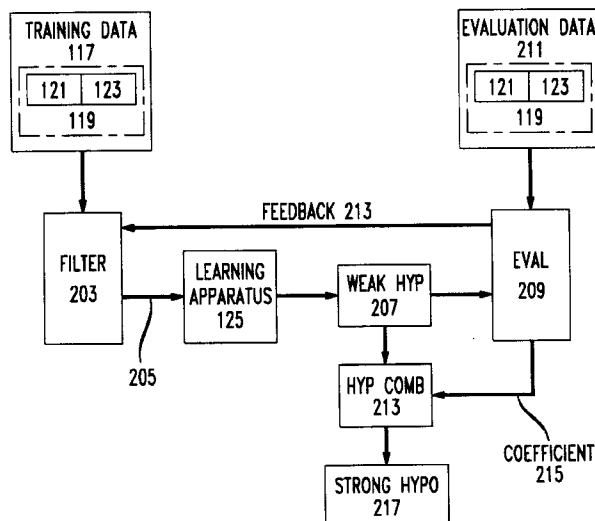 TRAINING DATA
117
121 123
119
EVALUATION DATA
211
121 123
119
FEEDBACK 213
FILTER
203
LEARNING
APPARATUS
125
WEAK HYP
207
EVAL
209
205
HYP COMB
213
COEFFICIENT
215
STRONG HYPO
217